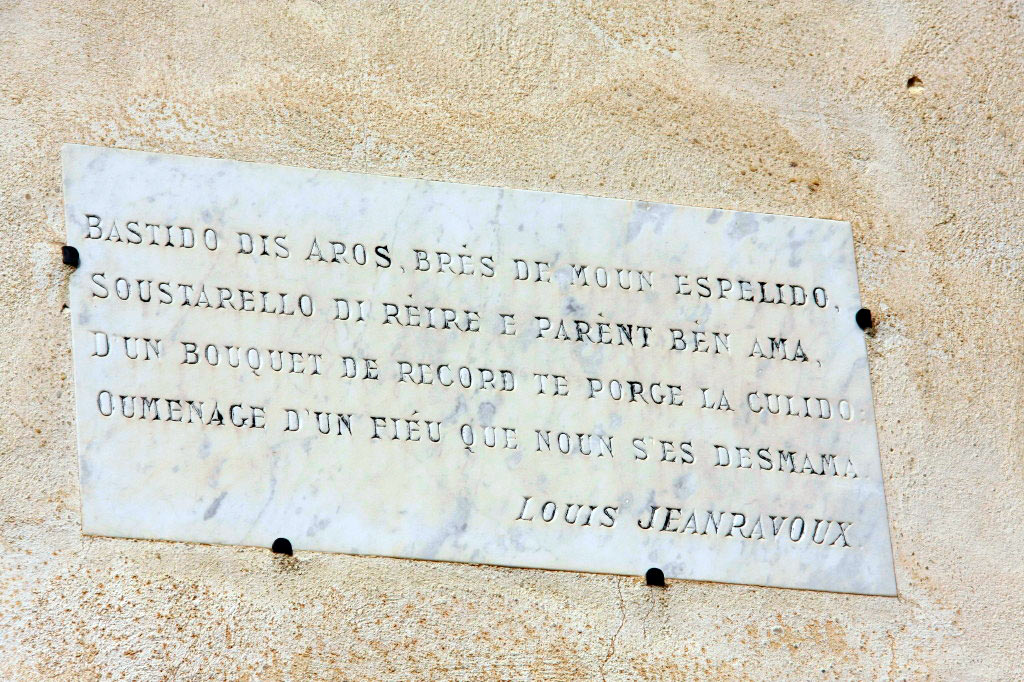 BASTIDO DIS AROS, BRÈS DE MOUN ESPELIDO,
SOUSTARELLO DI RÈIRE E PARÈNT BÈN AMA,
D'UN BOUQUET DE RECORD TE PORGE LA CULIDO:
OUMENAGE D'UN FIÉU QUE NOUN S'ES DESMAMA
LOUIS JEANRAVOUX.